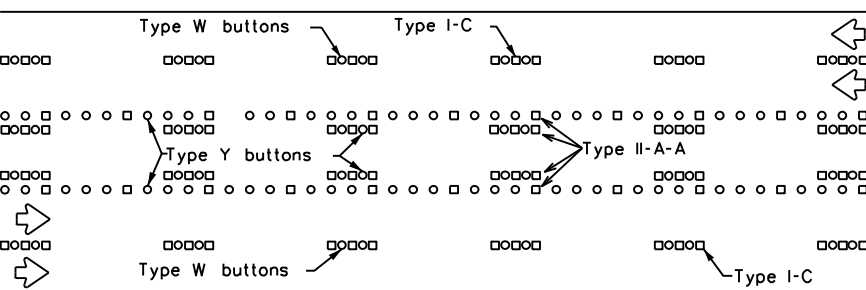 Type W buttons
Type I-C
Type Y buttons
Type II-A-A
Type W buttons
Type I-C